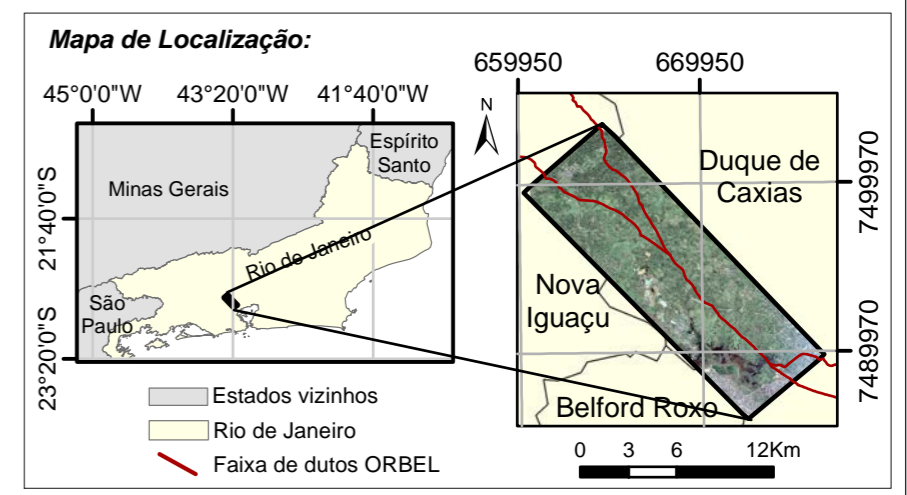 Mapa de Localização:
45°0'0"W 43°20'0"W 41°40'0"W
21°40'0"S
23°20'0"S
Espírito
Santo
Minas Gerais
Rio de Janeiro
São
Paulo
Estados vizinhos
Rio de Janeiro
Faixa de dutos ORBEL
659950 669950
N
Duque de
Caxias
7499970
Nova
Iguaçu
7489970
Belford Roxo
0 3 6 12Km